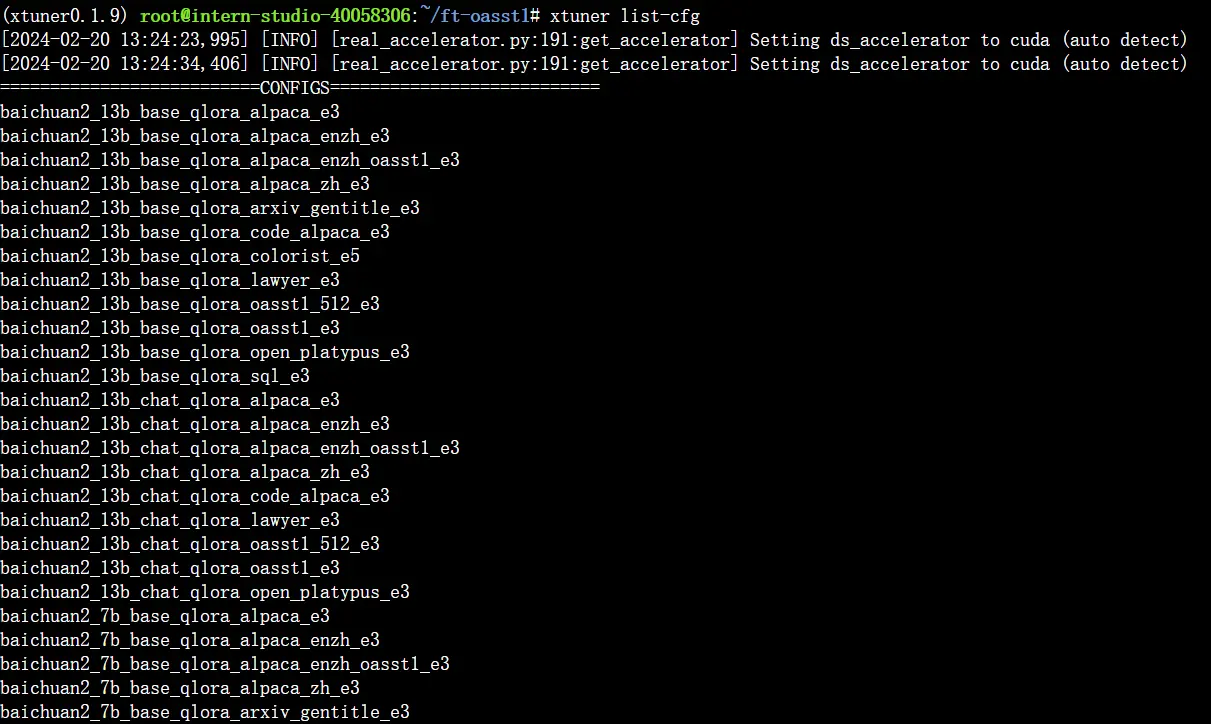 (xtuner0.1.9) root@intern-studio-40058306:~/ft-oasst1# xtuner list-cfg
[2024-02-20 13:24:23,995] [INFO] [real_accelerator.py:191:get_accelerator] Setting ds_accelerator to cuda (auto detect)
[2024-02-20 13:24:34,406] [INFO] [real_accelerator.py:191:get_accelerator] Setting ds_accelerator to cuda (auto detect)
==========================CONFIGS===========================
baichuan2_13b_base_qlora_alpaca_e3
baichuan2_13b_base_qlora_alpaca_enzh_e3
baichuan2_13b_base_qlora_alpaca_enzh_oasst1_e3
baichuan2_13b_base_qlora_alpaca_zh_e3
baichuan2_13b_base_qlora_arxiv_gentitle_e3
baichuan2_13b_base_qlora_code_alpaca_e3
baichuan2_13b_base_qlora_colorist_e5
baichuan2_13b_base_qlora_lawyer_e3
baichuan2_13b_base_qlora_oasst1_512_e3
baichuan2_13b_base_qlora_oasst1_e3
baichuan2_13b_base_qlora_open_platypus_e3
baichuan2_13b_base_qlora_sql_e3
baichuan2_13b_chat_qlora_alpaca_e3
baichuan2_13b_chat_qlora_alpaca_enzh_e3
baichuan2_13b_chat_qlora_alpaca_enzh_oasst1_e3
baichuan2_13b_chat_qlora_alpaca_zh_e3
baichuan2_13b_chat_qlora_code_alpaca_e3
baichuan2_13b_chat_qlora_lawyer_e3
baichuan2_13b_chat_qlora_oasst1_512_e3
baichuan2_13b_chat_qlora_oasst1_e3
baichuan2_13b_chat_qlora_open_platypus_e3
baichuan2_7b_base_qlora_alpaca_e3
baichuan2_7b_base_qlora_alpaca_enzh_e3
baichuan2_7b_base_qlora_alpaca_enzh_oasst1_e3
baichuan2_7b_base_qlora_alpaca_zh_e3
baichuan2_7b_base_qlora_arxiv_gentitle_e3